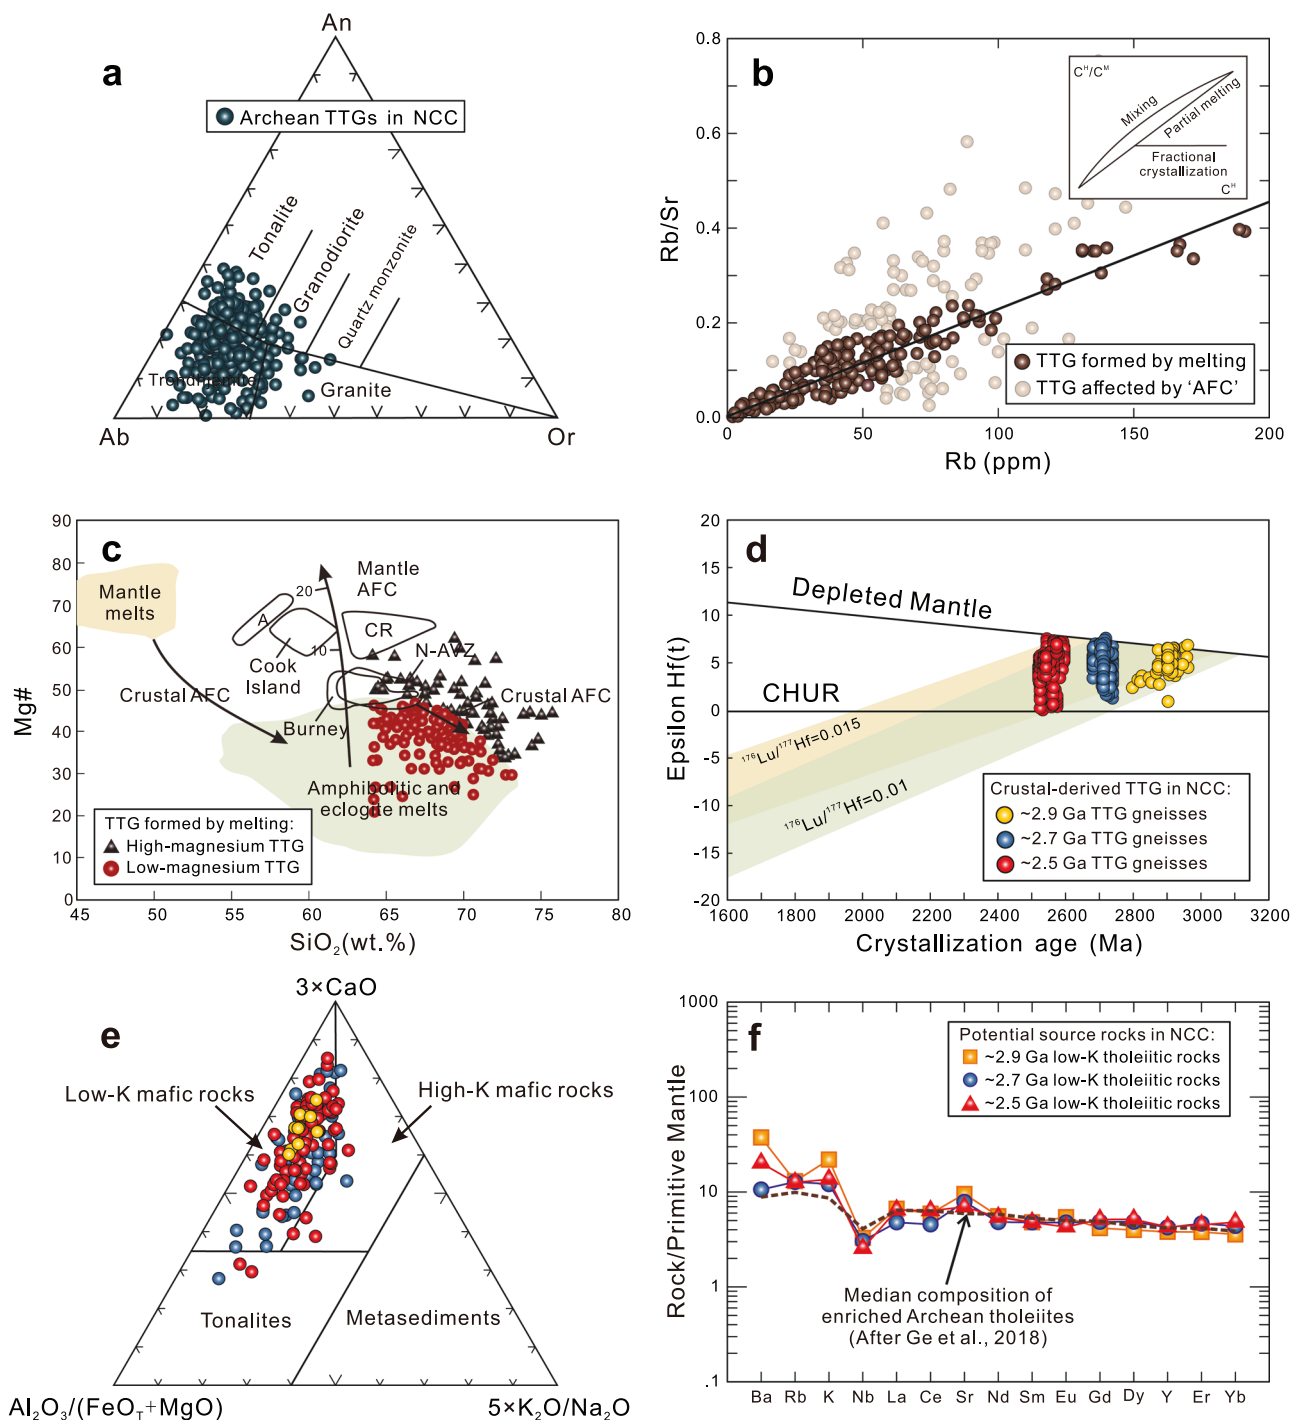 a
An
Archean TTGs in NCC
Tonalite
Granodiorite
Quartz monzonite
Trondhjemite
Granite
Ab
Or
b
0.8
0.6
0.4
0.2
0.0
Rb/Sr
C^H/C^M
Mixing
Partial melting
Fractional
crystallization
C^H
TTG formed by melting
TTG affected by ‘AFC’
0
50
100
150
200
Rb (ppm)
c
90
80
70
60
50
40
30
20
10
0
Mg#
Mantle
melts
Mantle
AFC
20
10
A
CR
Cook
Island
N-AVZ
Crustal AFC
Crustal AFC
Burney
Amphibolitic and
eclogite melts
TTG formed by melting:
High-magnesium TTG
Low-magnesium TTG
45
50
55
60
65
70
75
80
SiO₂(wt.%)
d
20
15
10
5
0
-5
-10
-15
-20
Epsilon Hf(t)
Depleted Mantle
CHUR
¹⁷⁶Lu/¹⁷⁷Hf=0.015
¹⁷⁶Lu/¹⁷⁷Hf=0.01
Crustal-derived TTG in NCC:
~2.9 Ga TTG gneisses
~2.7 Ga TTG gneisses
~2.5 Ga TTG gneisses
1600
1800
2000
2200
2400
2600
2800
3000
3200
Crystallization age (Ma)
e
3×CaO
Low-K mafic rocks
High-K mafic rocks
Tonalites
Metasediments
Al₂O₃/(FeO_T+MgO)
5×K₂O/Na₂O
f
1000
100
10
1
.1
Rock/Primitive Mantle
Potential source rocks in NCC:
~2.9 Ga low-K tholeiitic rocks
~2.7 Ga low-K tholeiitic rocks
~2.5 Ga low-K tholeiitic rocks
Median composition of
enriched Archean tholeiites
(After Ge et al., 2018)
Ba Rb K Nb La Ce Sr Nd Sm Eu Gd Dy Y Er Yb